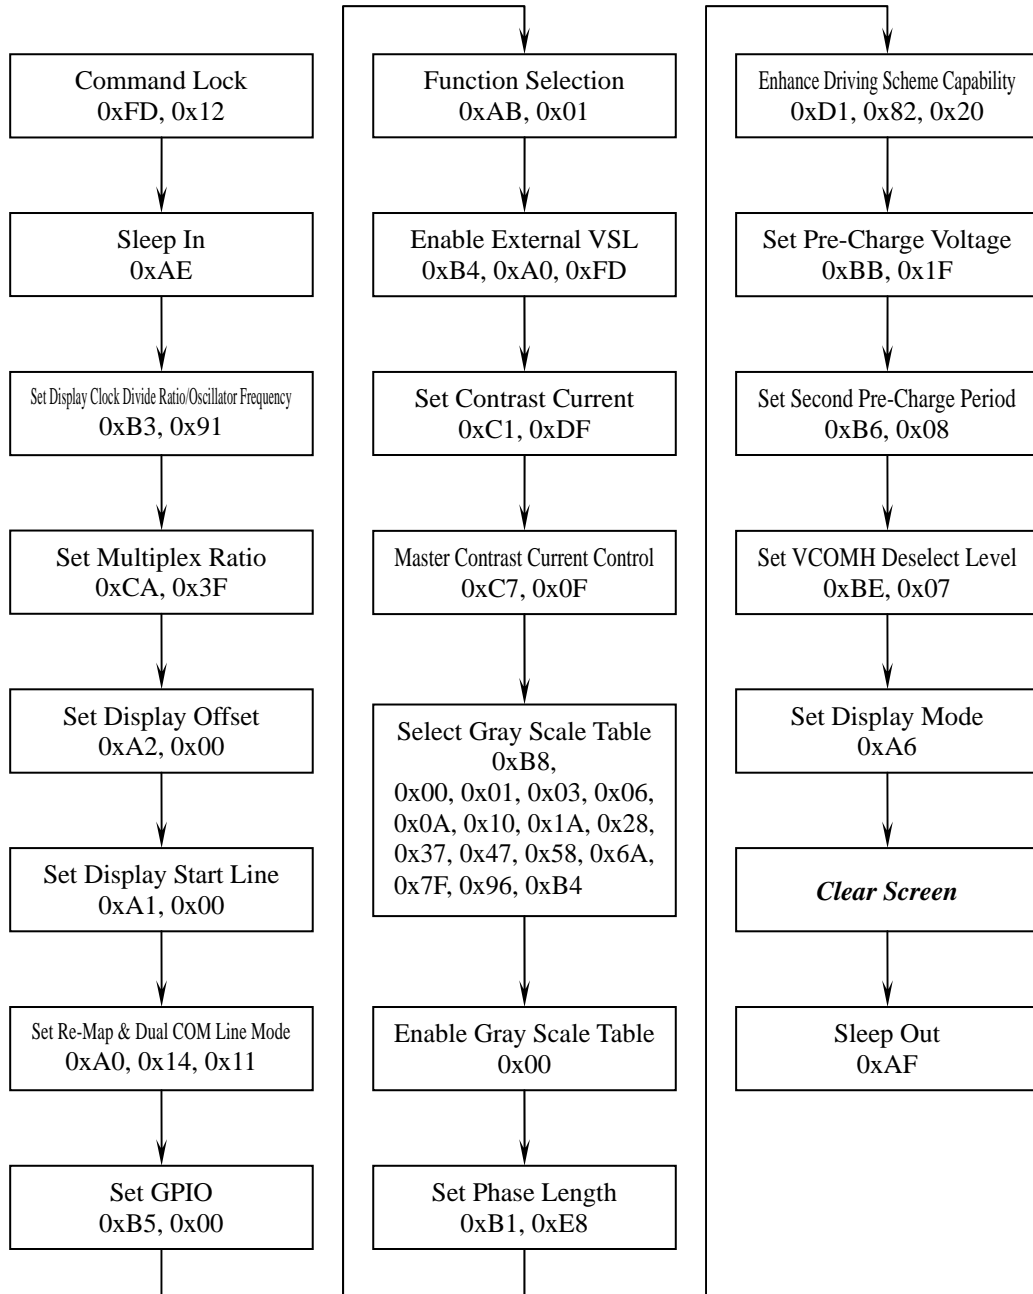 Command Lock
0xFD, 0x12
Sleep In
0xAE
Set Display Clock Divide Ratio/Oscillator Frequency
0xB3, 0x91
Set Multiplex Ratio
0xCA, 0x3F
Set Display Offset
0xA2, 0x00
Set Display Start Line
0xA1, 0x00
Set Re-Map & Dual COM Line Mode
0xA0, 0x14, 0x11
Set GPIO
0xB5, 0x00
Function Selection
0xAB, 0x01
Enable External VSL
0xB4, 0xA0, 0xFD
Set Contrast Current
0xC1, 0xDF
Master Contrast Current Control
0xC7, 0x0F
Select Gray Scale Table
0xB8,
0x00, 0x01, 0x03, 0x06,
0x0A, 0x10, 0x1A, 0x28,
0x37, 0x47, 0x58, 0x6A,
0x7F, 0x96, 0xB4
Enable Gray Scale Table
0x00
Set Phase Length
0xB1, 0xE8
Enhance Driving Scheme Capability
0xD1, 0x82, 0x20
Set Pre-Charge Voltage
0xBB, 0x1F
Set Second Pre-Charge Period
0xB6, 0x08
Set VCOMH Deselect Level
0xBE, 0x07
Set Display Mode
0xA6
Clear Screen
Sleep Out
0xAF